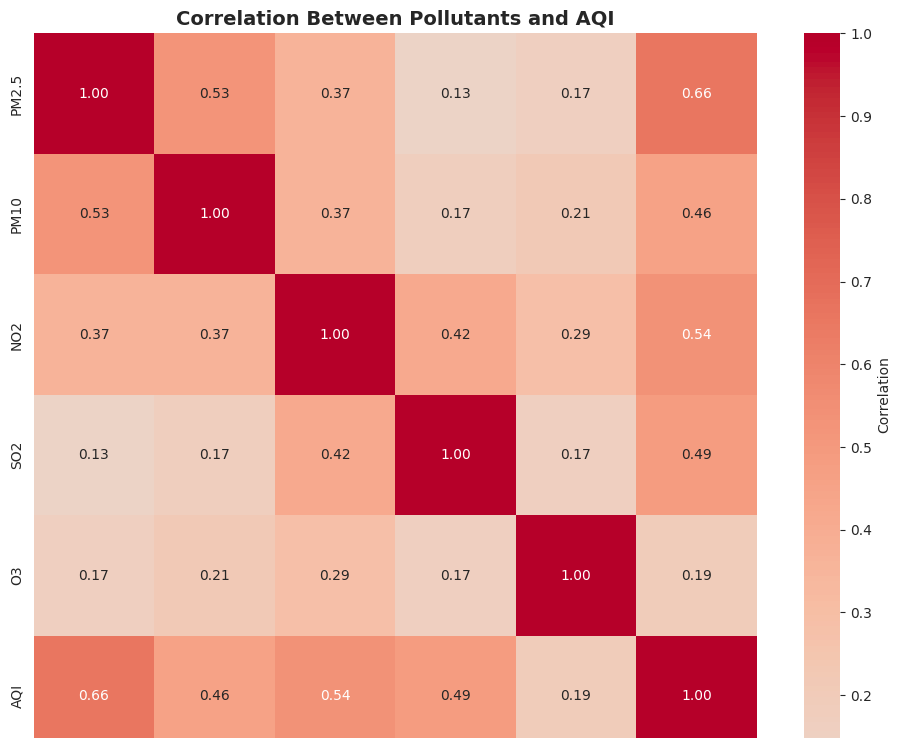 Correlation Between Pollutants and AQI
PM2.5 1.00 0.53 0.37 0.13 0.17 0.66
PM10 0.53 1.00 0.37 0.17 0.21 0.46
NO2 0.37 0.37 1.00 0.42 0.29 0.54
SO2 0.13 0.17 0.42 1.00 0.17 0.49
O3 0.17 0.21 0.29 0.17 1.00 0.19
AQI 0.66 0.46 0.54 0.49 0.19 1.00
1.0
0.9
0.8
0.7
0.6
0.5
0.4
0.3
0.2
Correlation